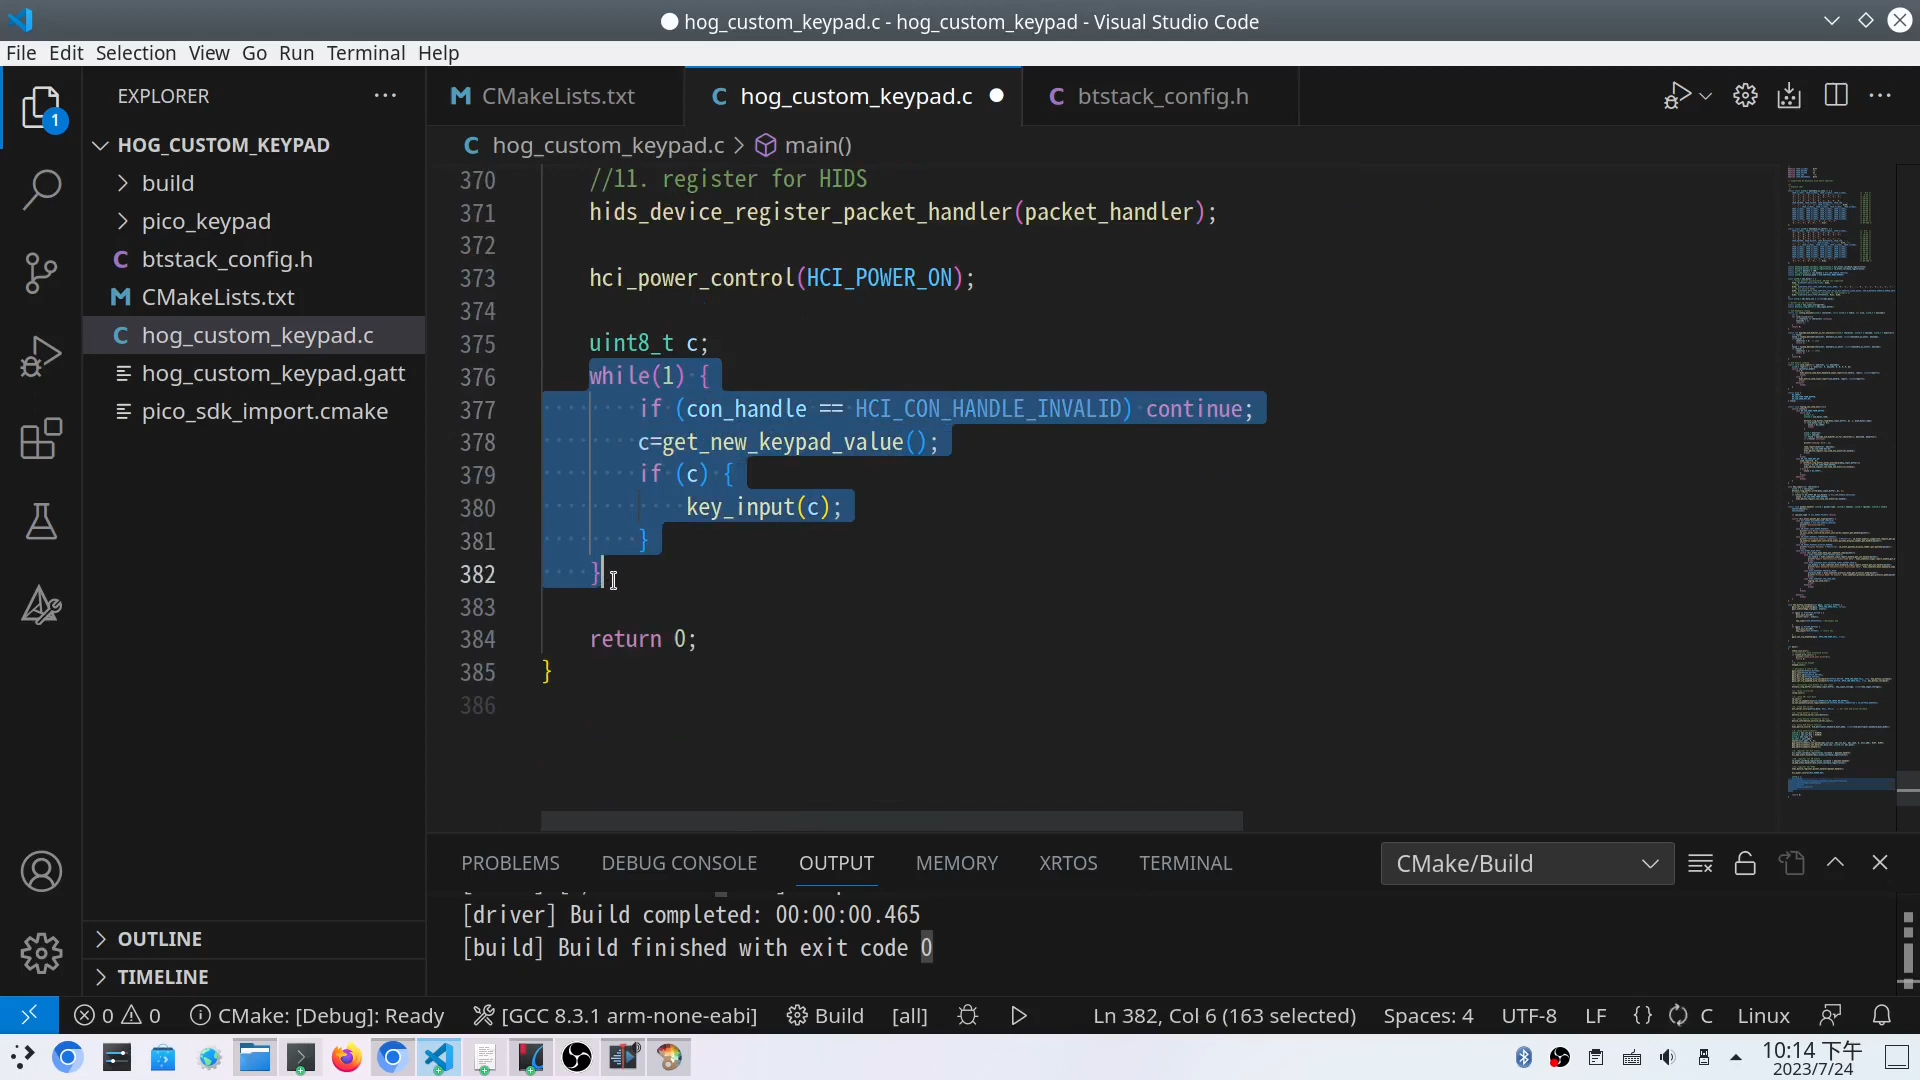 hog_custom_keypad.c - hog_custom_keypad - Visual Studio Code
File Edit Selection View Go Run Terminal Help
EXPLORER
HOG_CUSTOM_KEYPAD
build
pico_keypad
btstack_config.h
CMakeLists.txt
hog_custom_keypad.c
hog_custom_keypad.gatt
pico_sdk_import.cmake
OUTLINE
TIMELINE
1
M CMakeLists.txt
C hog_custom_keypad.c
C btstack_config.h
C hog_custom_keypad.c > main()
370 //11. register for HIDS
371 hids_device_register_packet_handler(packet_handler);
372
373 hci_power_control(HCI_POWER_ON);
374
375 uint8_t c;
376 while(1) {
377 if (con_handle == HCI_CON_HANDLE_INVALID) continue;
378 c=get_new_keypad_value();
379 if (c) {
380 key_input(c);
381 }
382 }
383
384 return 0;
385 }
386
PROBLEMS DEBUG CONSOLE OUTPUT MEMORY XRTOS TERMINAL CMake/Build
[driver] Build completed: 00:00:00.465
[build] Build finished with exit code 0
0 0 CMake: [Debug]: Ready [GCC 8.3.1 arm-none-eabi] Build [all] Ln 382, Col 6 (163 selected) Spaces: 4 UTF-8 LF {} C Linux
10:14 下午
2023/7/24